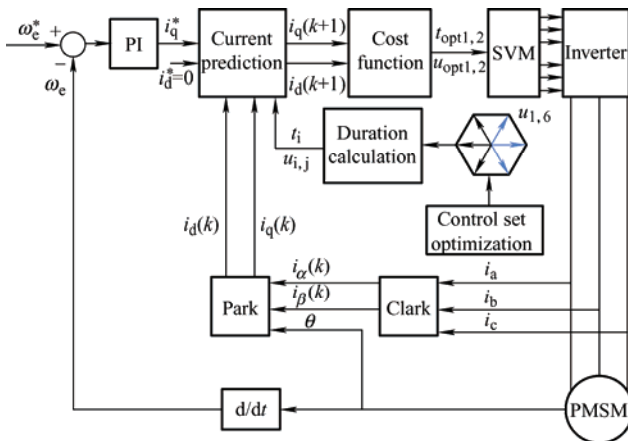 ω*e + PI i*q Current prediction iq(k+1) Cost function topt1,2 SVM Inverter
− i*d=0 id(k+1) uopt1,2
ωe
ti Duration calculation u1,6
ui,j
id(k) iq(k) Control set optimization
Park iα(k) Clark ia
iβ(k) ib
θ ic
d/dt PMSM